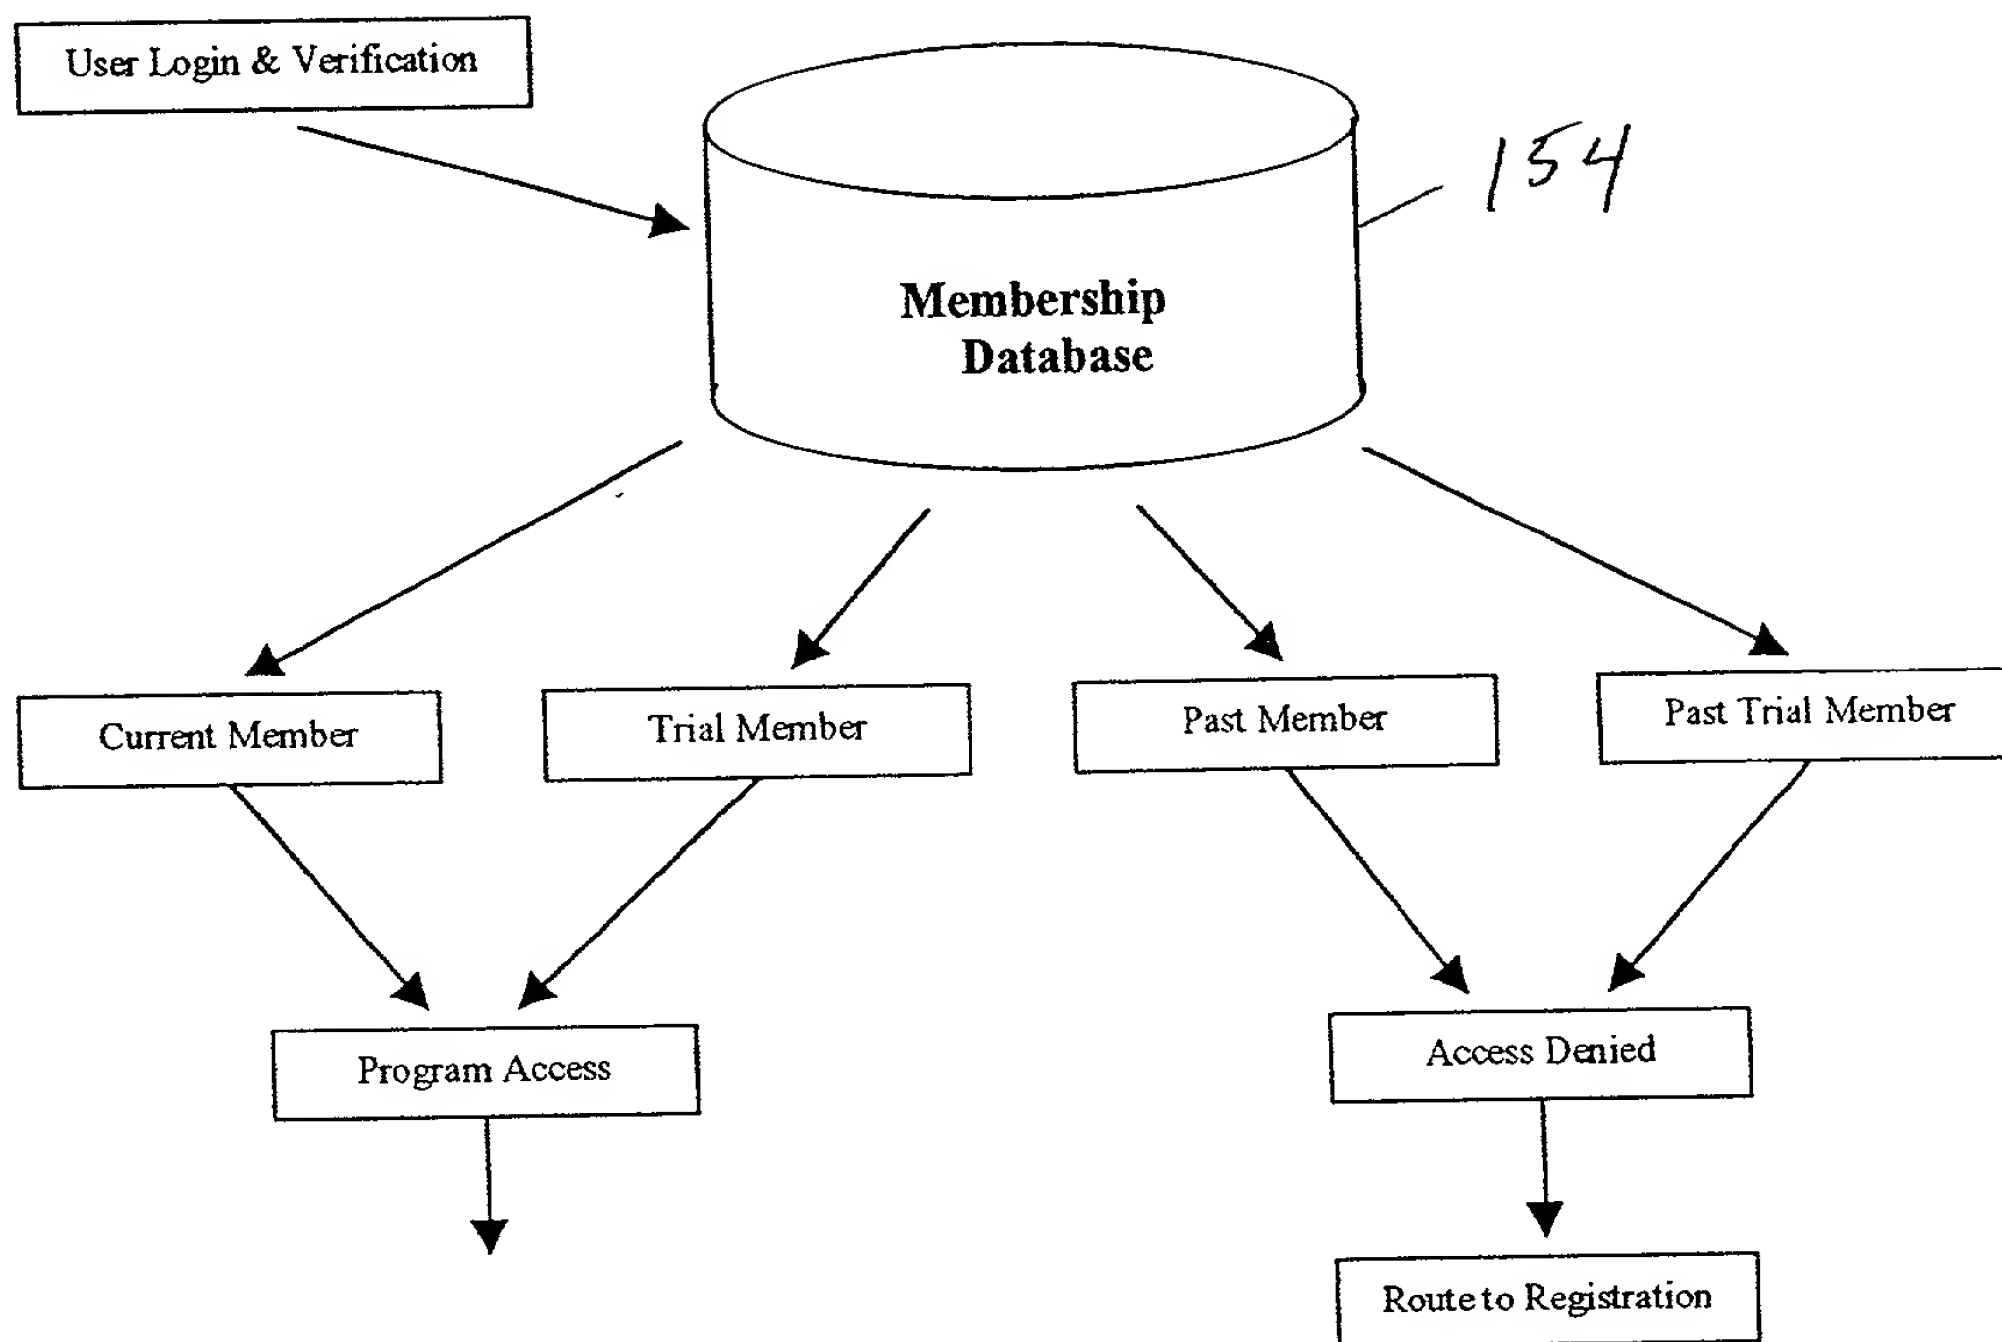 User Login & Verification
154
Membership
Database
Current Member
Trial Member
Past Member
Past Trial Member
Program Access
Access Denied
Route to Registration